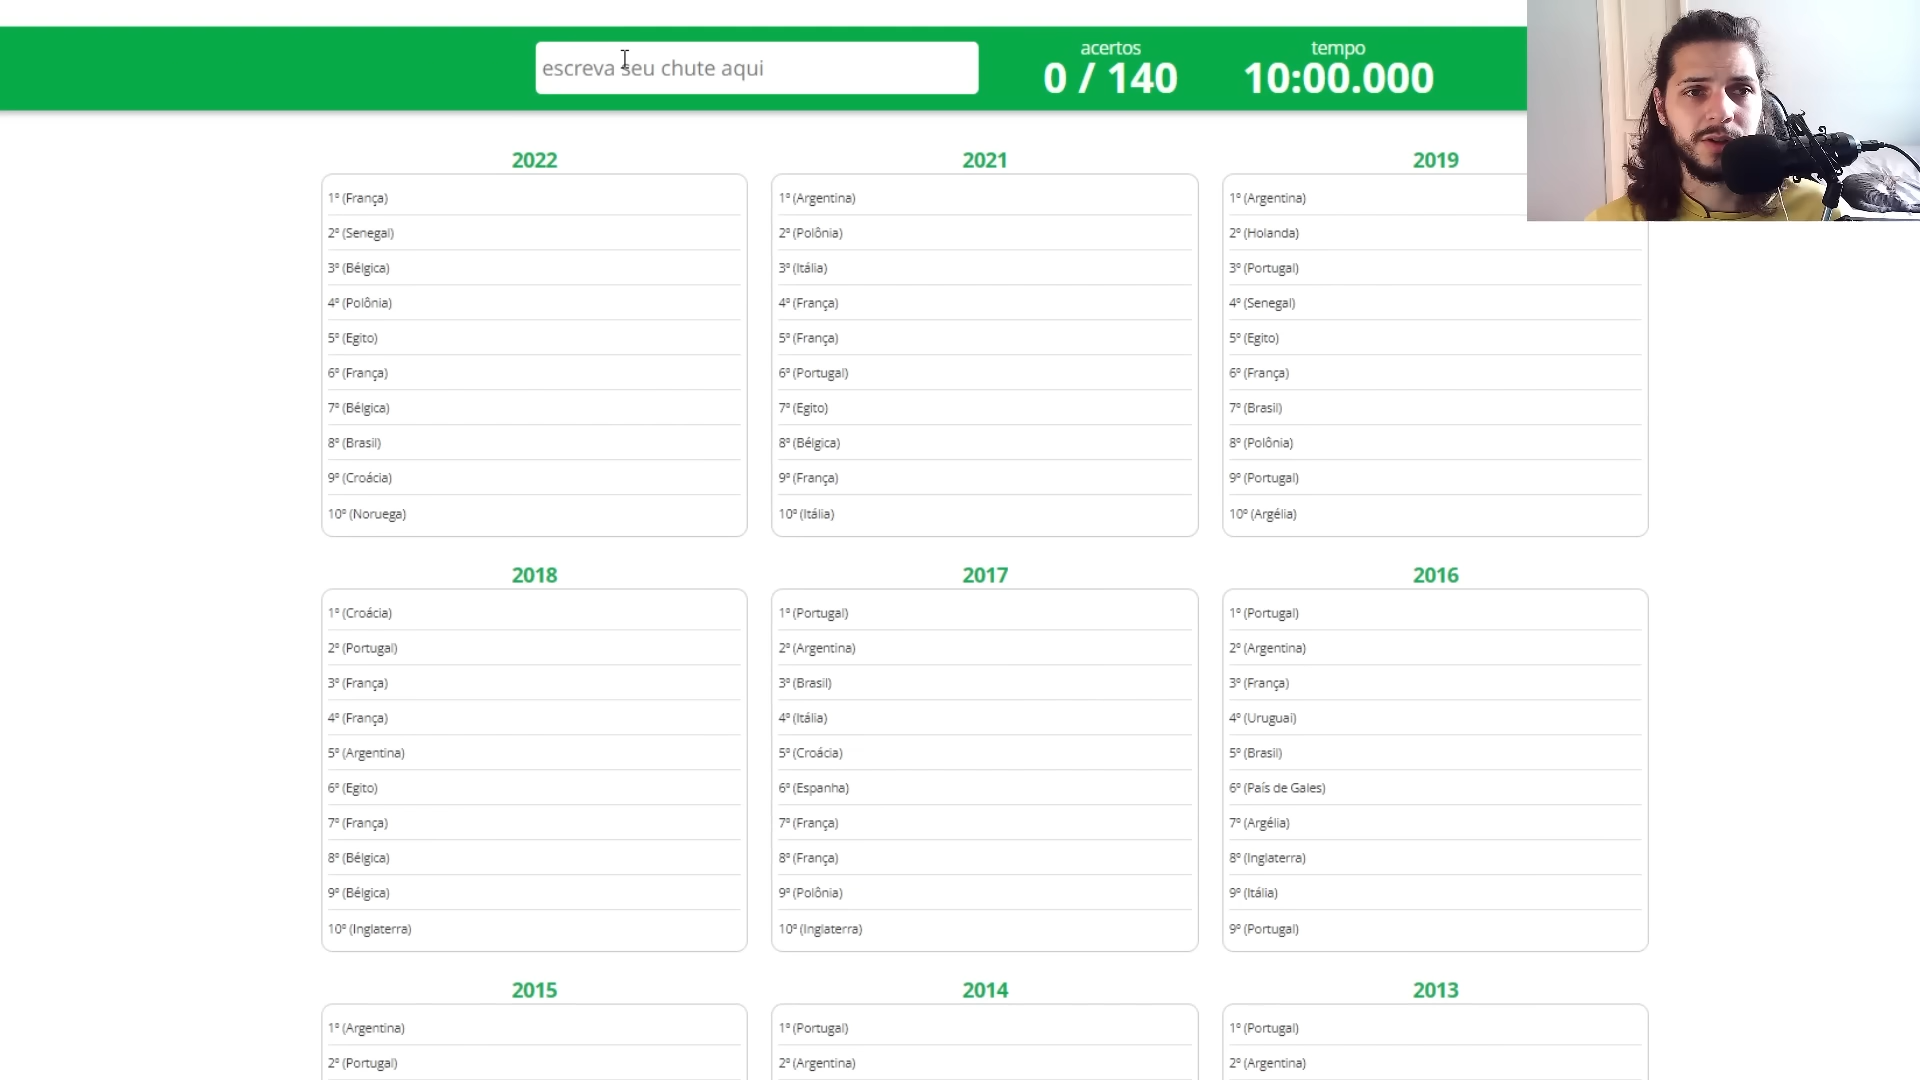 escreva seu chute aqui
acertos
0 / 140
tempo
10:00.000
2022
1º (França)
2º (Senegal)
3º (Bélgica)
4º (Polônia)
5º (Egito)
6º (França)
7º (Bélgica)
8º (Brasil)
9º (Croácia)
10º (Noruega)
2021
1º (Argentina)
2º (Polônia)
3º (Itália)
4º (França)
5º (França)
6º (Portugal)
7º (Egito)
8º (Bélgica)
9º (França)
10º (Itália)
2019
1º (Argentina)
2º (Holanda)
3º (Portugal)
4º (Senegal)
5º (Egito)
6º (França)
7º (Brasil)
8º (Polônia)
9º (Portugal)
10º (Argélia)
2018
1º (Croácia)
2º (Portugal)
3º (França)
4º (França)
5º (Argentina)
6º (Egito)
7º (França)
8º (Bélgica)
9º (Bélgica)
10º (Inglaterra)
2017
1º (Portugal)
2º (Argentina)
3º (Brasil)
4º (Itália)
5º (Croácia)
6º (Espanha)
7º (França)
8º (França)
9º (Polônia)
10º (Inglaterra)
2016
1º (Portugal)
2º (Argentina)
3º (França)
4º (Uruguai)
5º (Brasil)
6º (País de Gales)
7º (Argélia)
8º (Inglaterra)
9º (Itália)
9º (Portugal)
2015
1º (Argentina)
2º (Portugal)
2014
1º (Portugal)
2º (Argentina)
2013
1º (Portugal)
2º (Argentina)